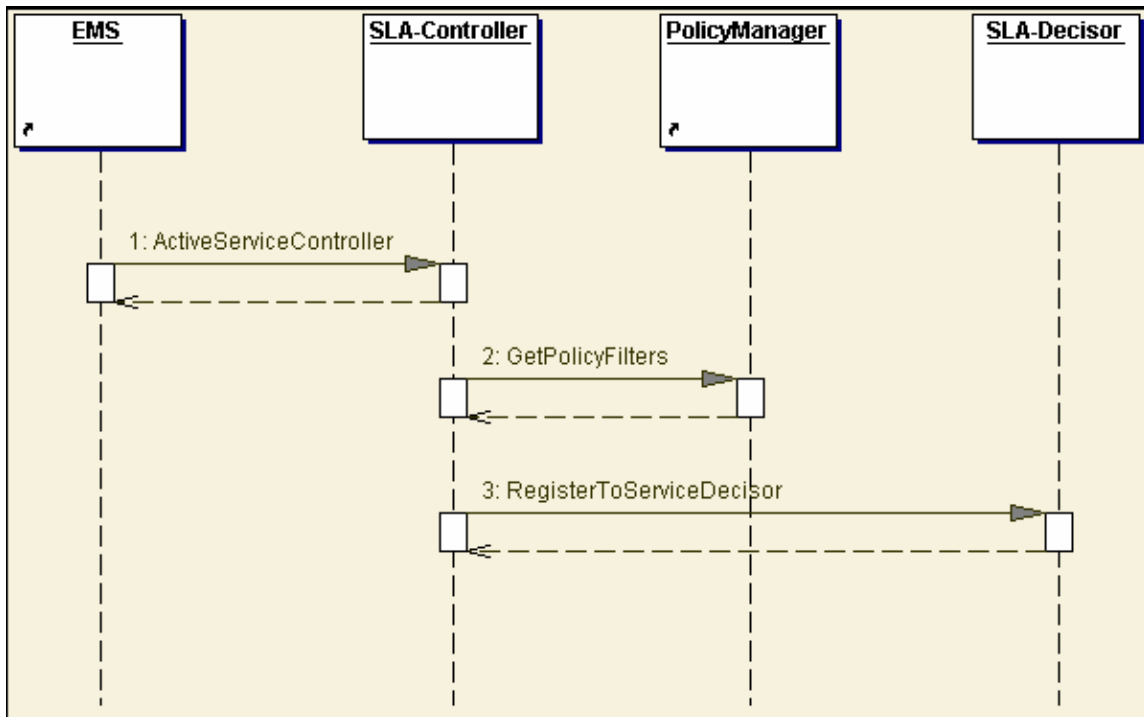 EMS
SLA-Controller
PolicyManager
SLA-Decisor
1: ActiveServiceController
2: GetPolicyFilters
3: RegisterToServiceDecisor